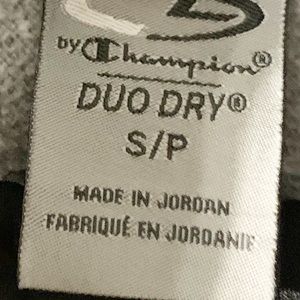 by Champion®
DUO DRY®
S/P
MADE IN JORDAN
FABRIQUÉ EN JORDANIE